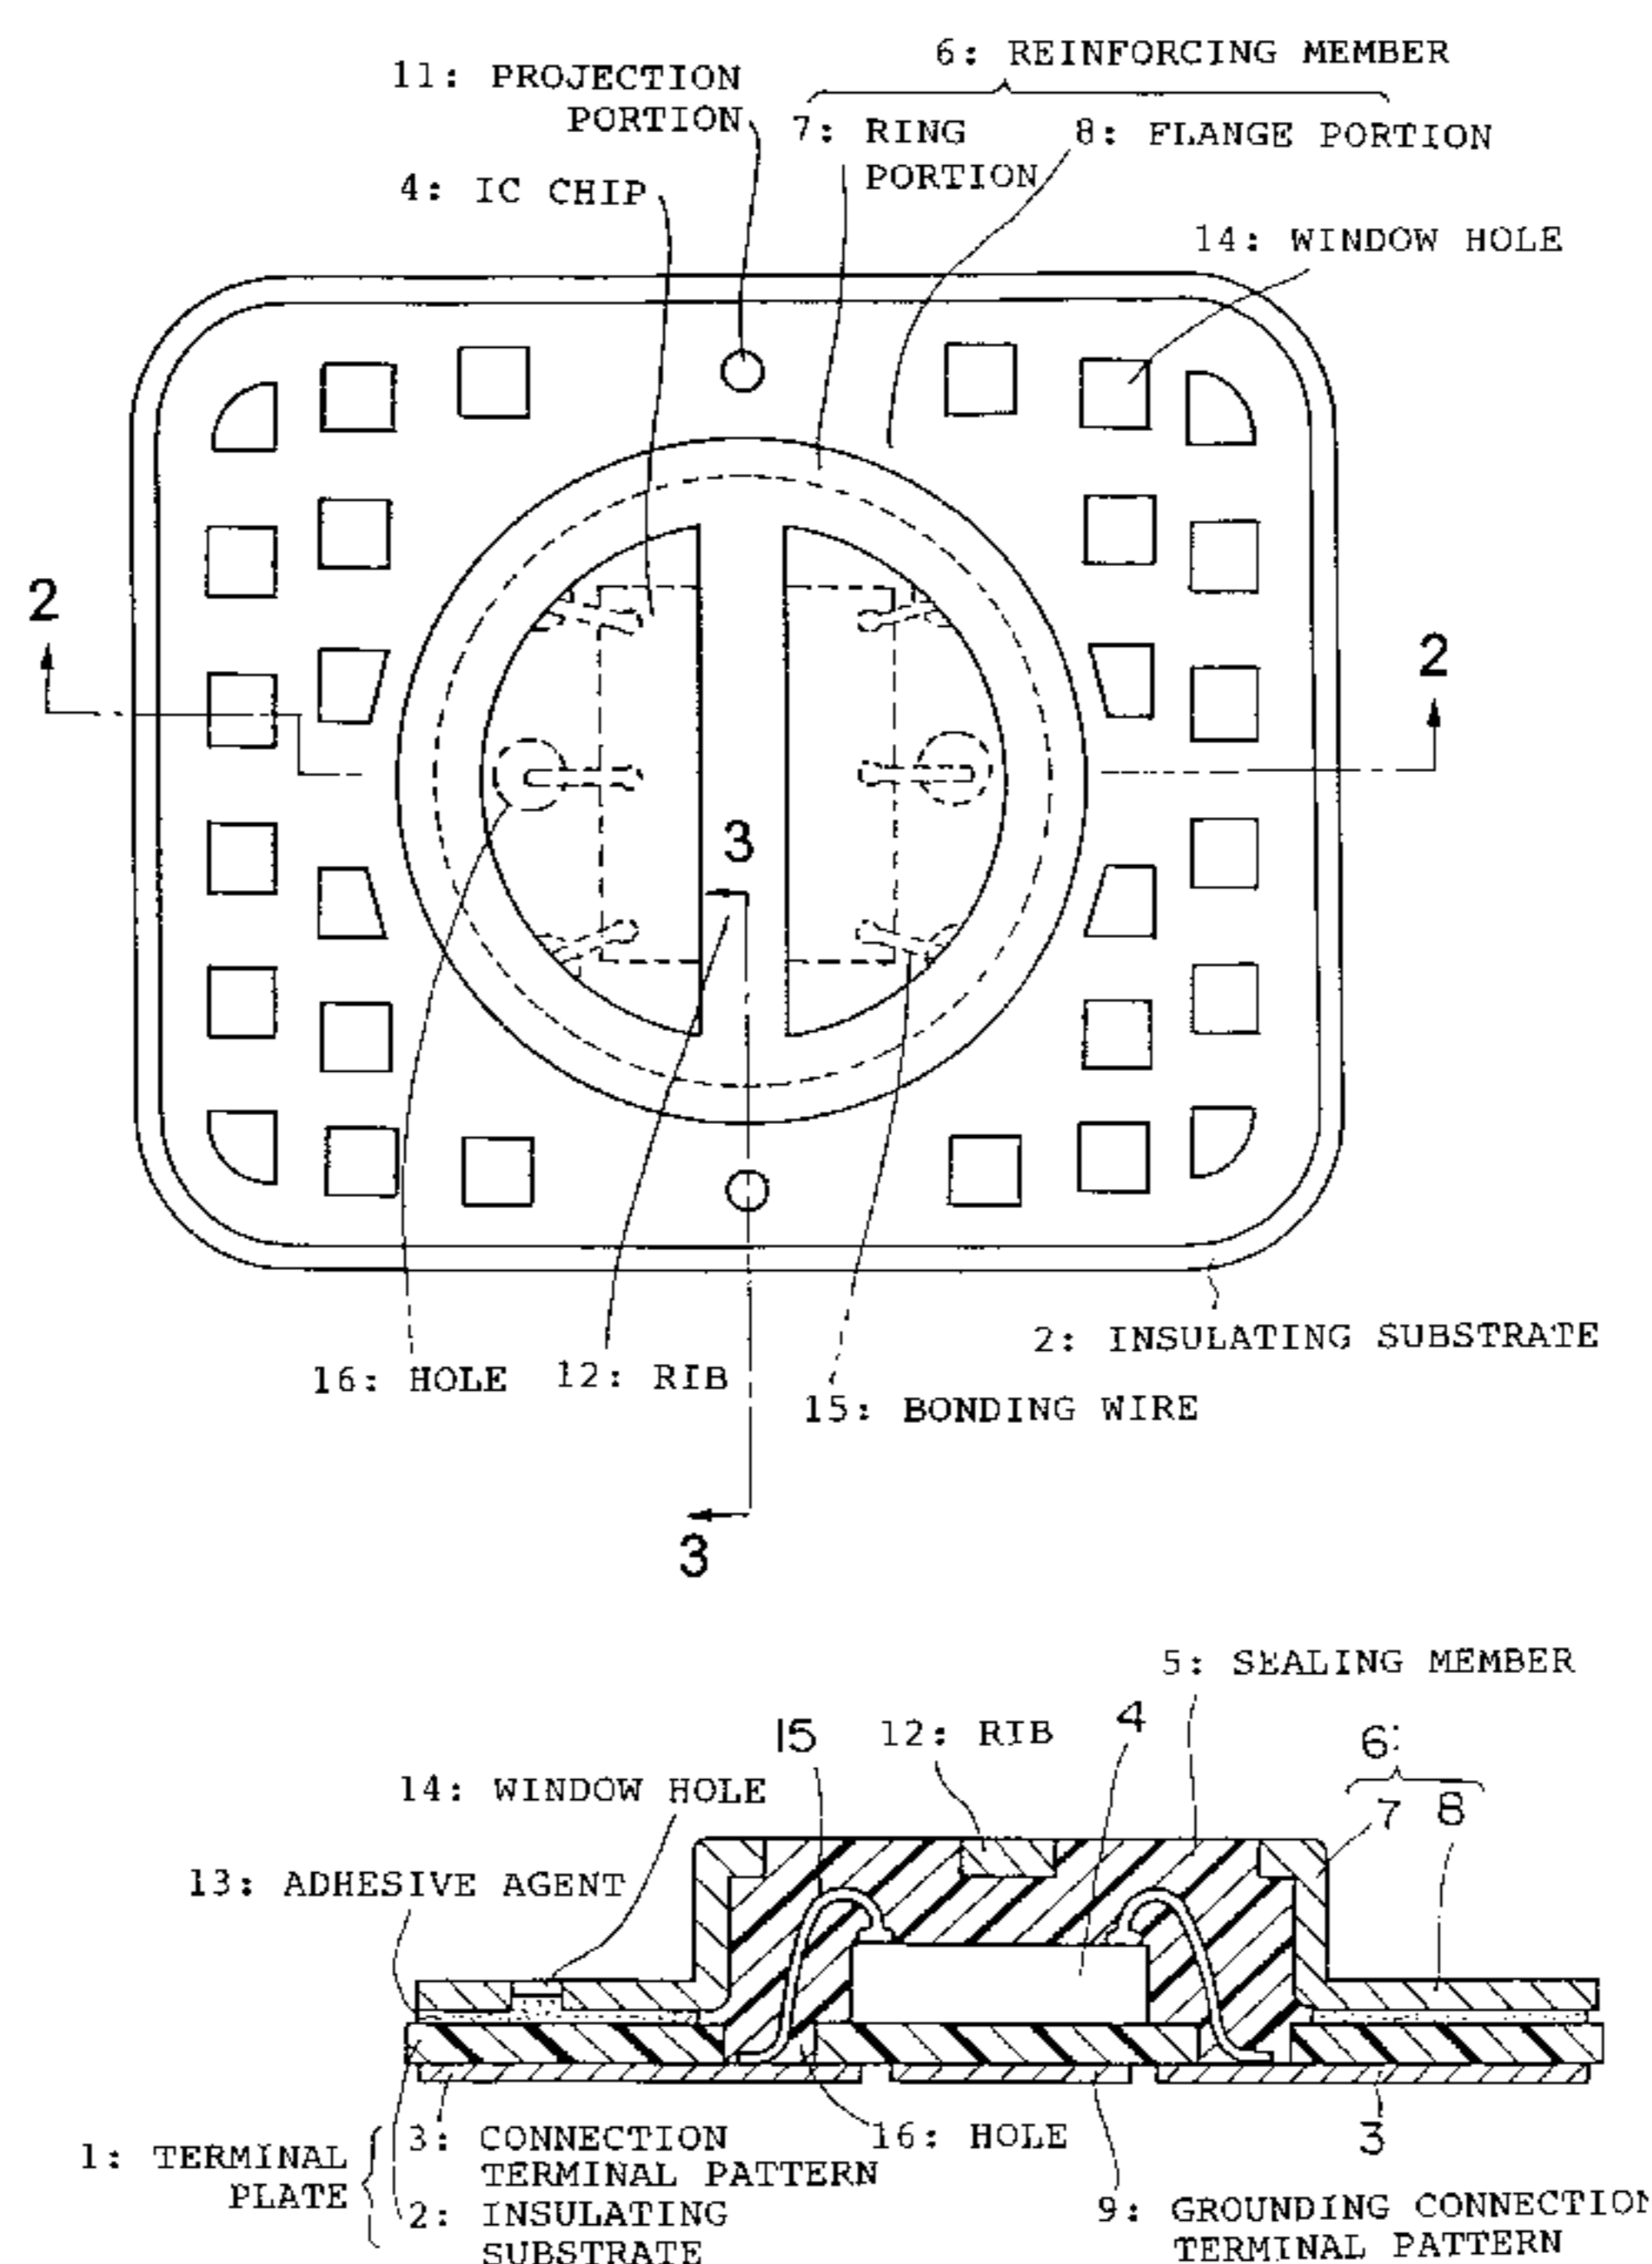 6: REINFORCING MEMBER
11: PROJECTION
PORTION
7: RING
PORTION
8: FLANGE PORTION
4: IC CHIP
14: WINDOW HOLE
2
2
3
2: INSULATING SUBSTRATE
16: HOLE
12: RIB
15: BONDING WIRE
3
5: SEALING MEMBER
15
12: RIB
4
6:
7 8
14: WINDOW HOLE
13: ADHESIVE AGENT
1: TERMINAL
PLATE
3: CONNECTION
TERMINAL PATTERN
2: INSULATING
SUBSTRATE
16: HOLE
3
9: GROUNDING CONNECTION
TERMINAL PATTERN